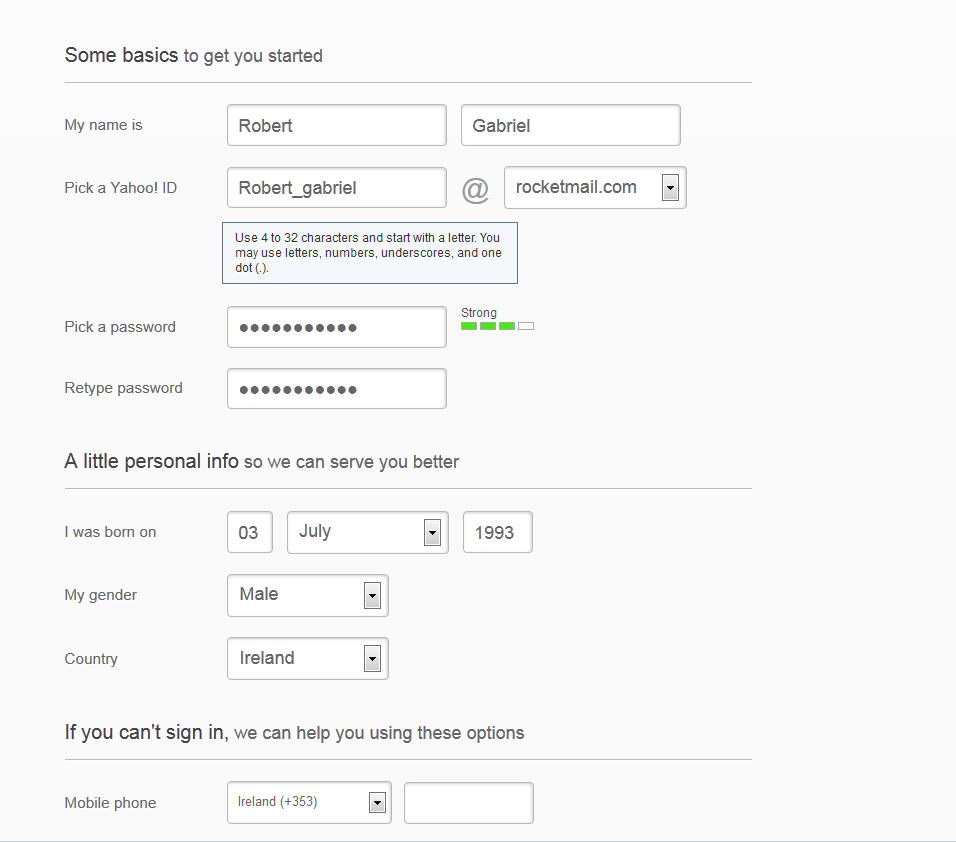 Some basics to get you started
My name is Robert Gabriel
Pick a Yahoo! ID Robert_gabriel @ rocketmail.com
Use 4 to 32 characters and start with a letter. You
may use letters, numbers, underscores, and one
dot (.).
Pick a password ●●●●●●●●●●● Strong
Retype password ●●●●●●●●●●●
A little personal info so we can serve you better
I was born on 03 July 1993
My gender Male
Country Ireland
If you can't sign in, we can help you using these options
Mobile phone Ireland (+353)